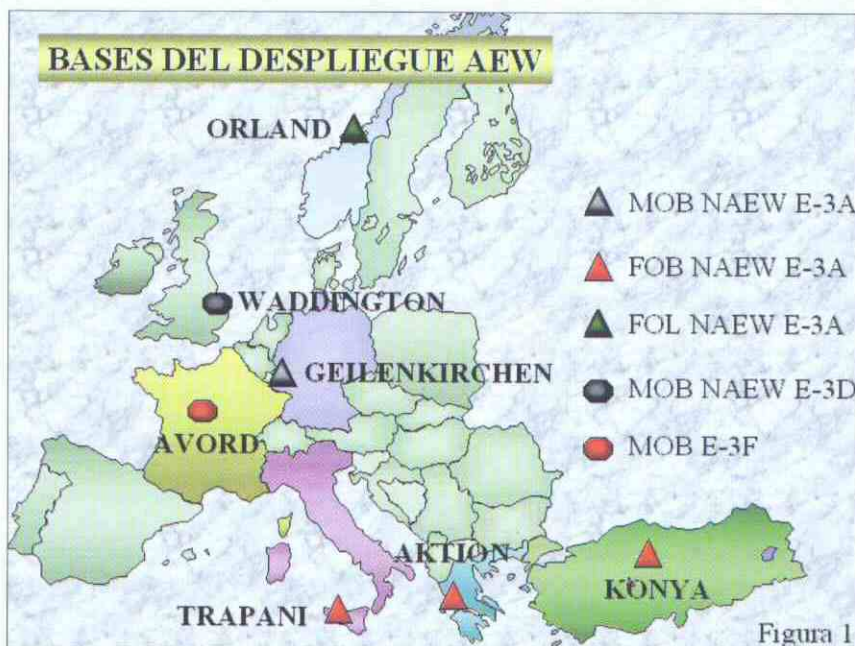 BASES DEL DESPLIEGUE AEW
ORLAND
WADDINGTON
GEILENKIRCHEN
AVORD
AKTION
TRAPANI
KONYA
MOB NAEW E-3A
FOB NAEW E-3A
FOL NAEW E-3A
MOB NAEW E-3D
MOB E-3F
Figura 1